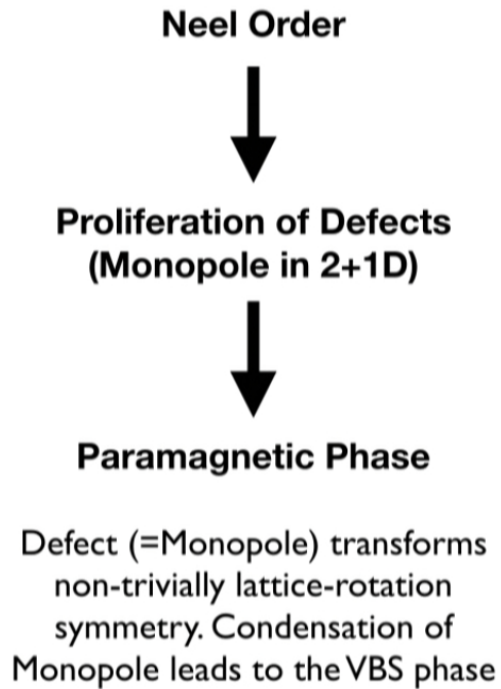 Neel Order
Proliferation of Defects
(Monopole in 2+1D)
Paramagnetic Phase
Defect (=Monopole) transforms
non-trivially lattice-rotation
symmetry. Condensation of
Monopole leads to the VBS phase